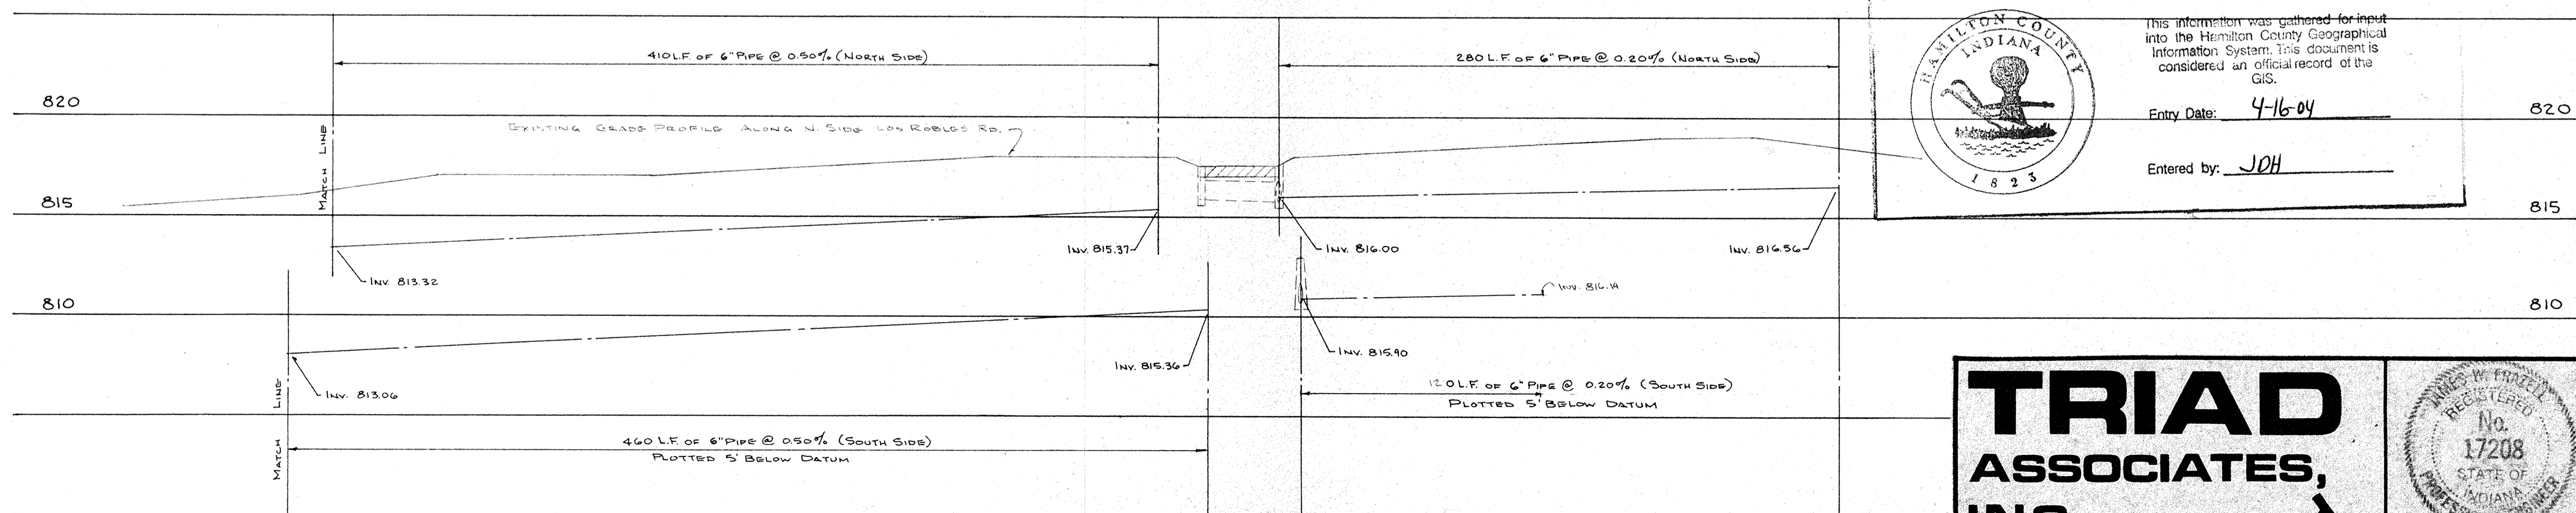 410 L.F. OF 6" PIPE @ 0.50% (NORTH SIDE)
280 L.F. OF 6" PIPE @ 0.20% (NORTH SIDE)
HAMILTON COUNTY
INDIANA
1823
This information was gathered for input
into the Hamilton County Geographical
Information System. This document is
considered an official record of the
GIS.
Entry Date: 4-16-04
Entered by: JDH
820
820
EXISTING GRADE PROFILE ALONG N. SIDE LOS ROBLES RD.
MATCH LINE
815
815
INV. 813.32
INV. 815.37
INV. 816.00
INV. 816.56
810
810
INV. 816.14
INV. 813.06
INV. 815.36
INV. 815.90
120 L.F. OF 6" PIPE @ 0.20% (SOUTH SIDE)
PLOTTED 5' BELOW DATUM
MATCH LINE
460 L.F. OF 6" PIPE @ 0.50% (SOUTH SIDE)
PLOTTED 5' BELOW DATUM
TRIAD
ASSOCIATES,
INC.
JAMES W. FRAZELL
REGISTERED
No.
17208
STATE OF
INDIANA
PROFESSIONAL ENGINEER